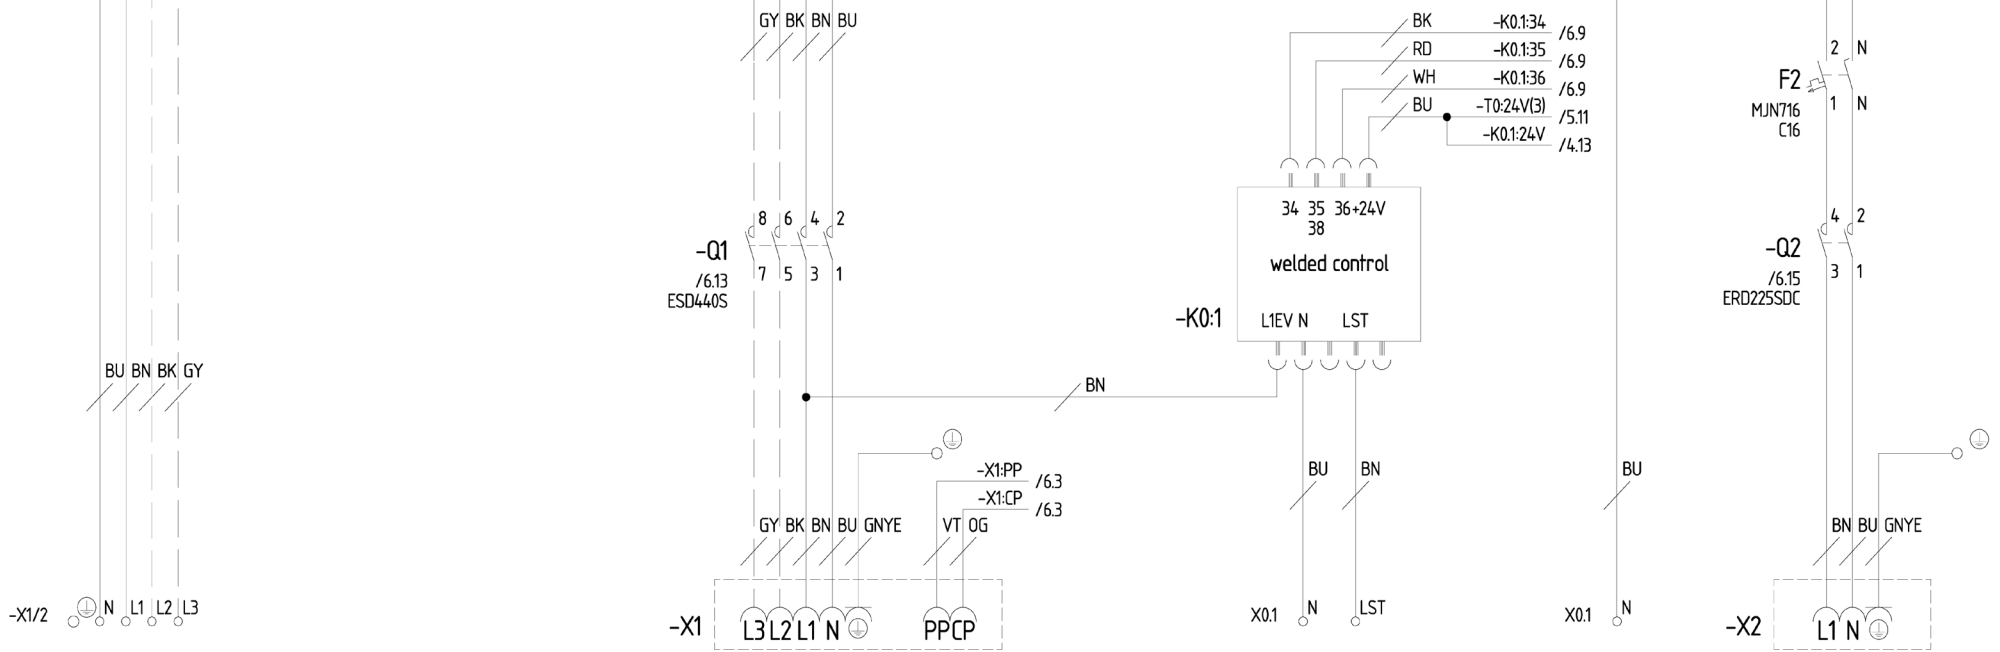 GY BK BN BU
BK -K0.1:34 /6.9
RD -K0.1:35 /6.9
WH -K0.1:36 /6.9
BU -T0:24V(3) /5.11
-K0.1:24V /4.13
2 N
F2
1 N
MJN716
C16
34 35 36 +24V
38
welded control
L1EV N LST
-K0:1
8 6 4 2
-Q1
7 5 3 1
/6.13
ESD440S
4 2
-Q2
3 1
/6.15
ERD225SDC
BU BN BK GY
BN
-X1:PP /6.3
-X1:CP /6.3
BU BN
BU
GY BK BN BU GNYE
VT OG
BN BU GNYE
-X1/2 N L1 L2 L3
-X1 L3 L2 L1 N PP CP
X0.1 N LST
X0.1 N
-X2 L1 N